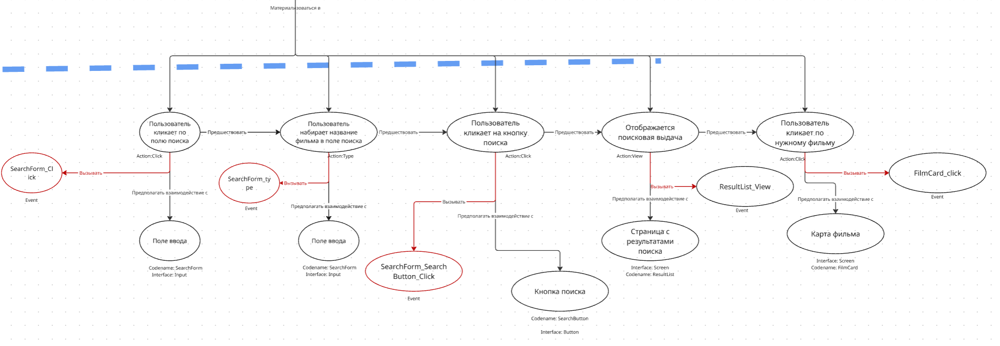 Материализоваться в
Пользователь
кликает по
полю поиска
Предшествовать
Пользователь
набирает название
фильма в поле поиска
Предшествовать
Пользователь
кликает на кнопку
поиска
Предшествовать
Отображается
поисковая выдача
Предшествовать
Пользователь
кликает по
нужному фильму
Action:Click
Action:Type
Action:Click
Action:View
Action:Click
SearchForm_Cl
ick
Вызывать
Event
SearchForm_ty
pe
Вызывать
Event
Вызывать
ResultList_View
Event
Вызывать
FilmCard_click
Event
Предполагать взаимодействие с
Предполагать взаимодействие с
Вызывать
Предполагать взаимодействие с
Предполагать взаимодействие с
Предполагать взаимодействие с
Поле ввода
Codename: SearchForm
Interface: Input
Поле ввода
Codename: SearchForm
Interface: Input
SearchForm_Search
Button_Click
Event
Кнопка поиска
Codename: SearchButton
Interface: Button
Страница с
результатами
поиска
Interface: Screen
Codename: ResultList
Карта фильма
Interface: Screen
Codename: FilmCard